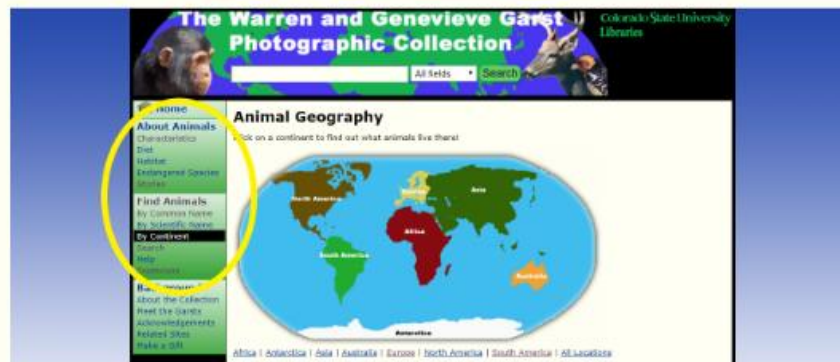 The Warren and Genevieve Garst
Photographic Collection
Colorado State University
Libraries
All fields
Search
Home
About Animals
Characteristics
Diet
Habitat
Endangered Species
Stories
Find Animals
By Common Name
By Scientific Name
By Continent
Search
Help
Background
About the Collection
Meet the Garsts
Acknowledgements
Related Sites
Make a Gift
Animal Geography
Click on a continent to find out what animals live there!
North America
Europe
Asia
Africa
South America
Australia
Antarctica
Africa | Antarctica | Asia | Australia | Europe | North America | South America | All Locations